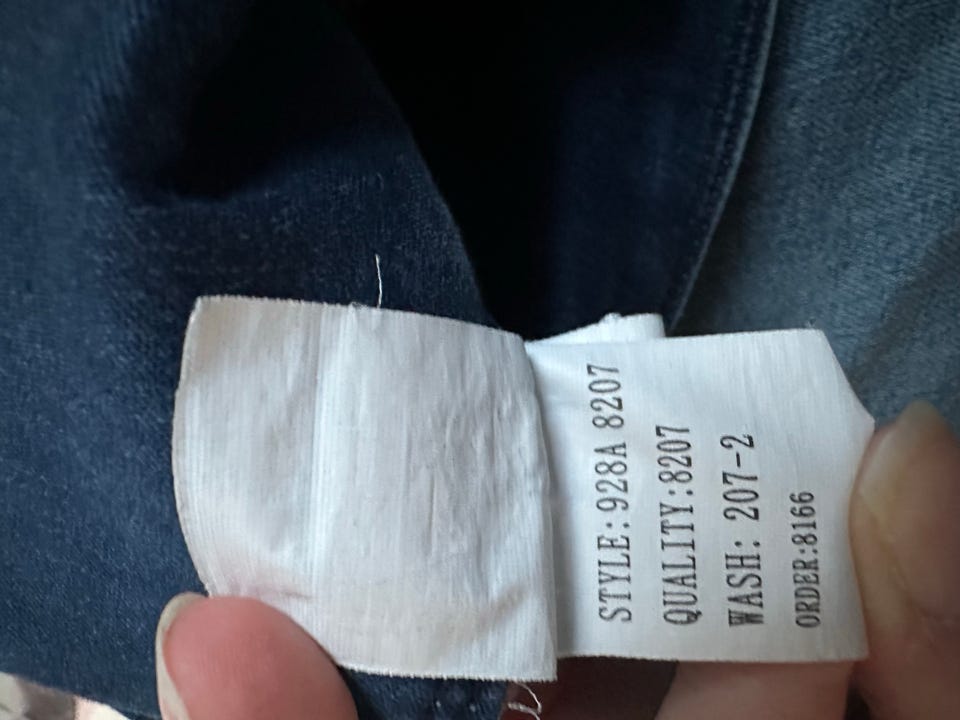 STYLE:928A 8207
QUALITY:8207
WASH: 207-2
ORDER:8166